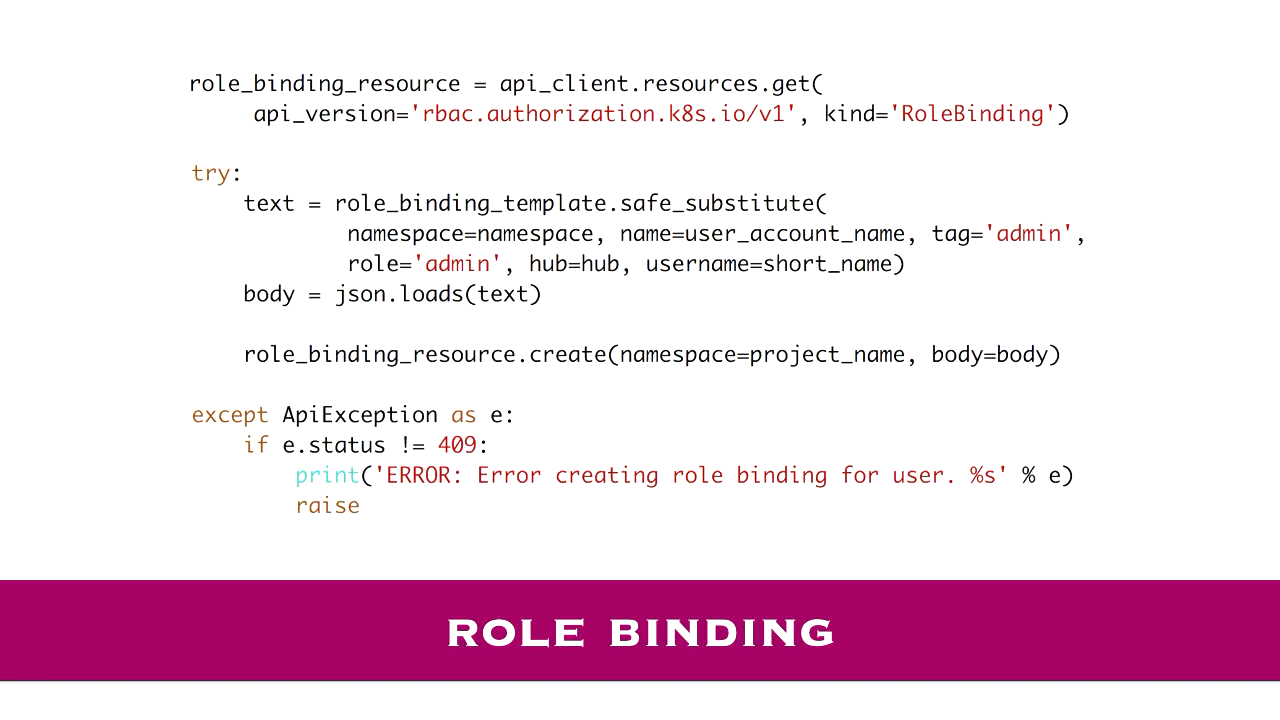 role_binding_resource = api_client.resources.get(
     api_version='rbac.authorization.k8s.io/v1', kind='RoleBinding')
try:
    text = role_binding_template.safe_substitute(
            namespace=namespace, name=user_account_name, tag='admin',
            role='admin', hub=hub, username=short_name)
    body = json.loads(text)
    role_binding_resource.create(namespace=project_name, body=body)
except ApiException as e:
    if e.status != 409:
        print('ERROR: Error creating role binding for user. %s' % e)
        raise
ROLE BINDING